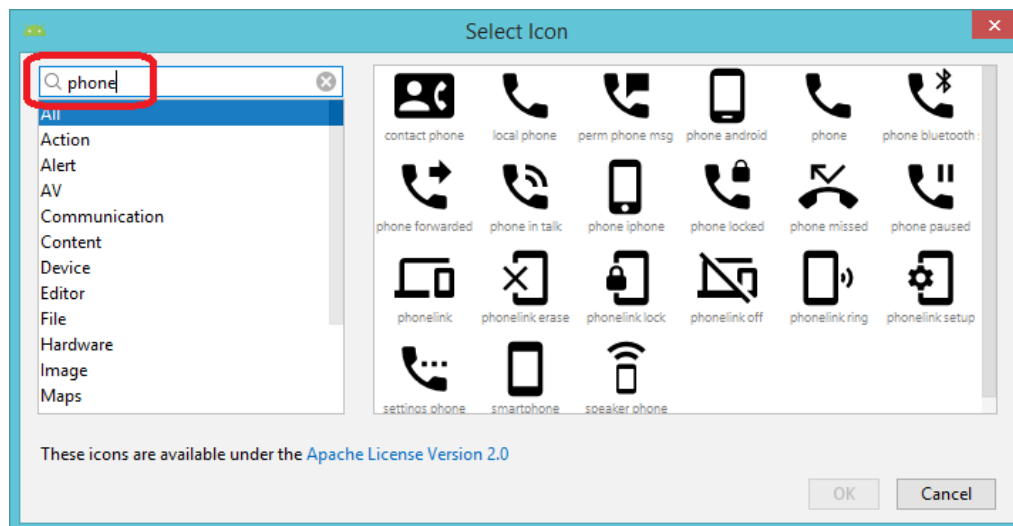 Select Icon
phone
All
Action
Alert
AV
Communication
Content
Device
Editor
File
Hardware
Image
Maps
contact phone local phone perm phone msg phone android phone phone bluetooth s
phone forwarded phone in talk phone iphone phone locked phone missed phone paused
phonelink phonelink erase phonelink lock phonelink off phonelink ring phonelink setup
settings phone smartphone speaker phone
These icons are available under the Apache License Version 2.0
OK Cancel